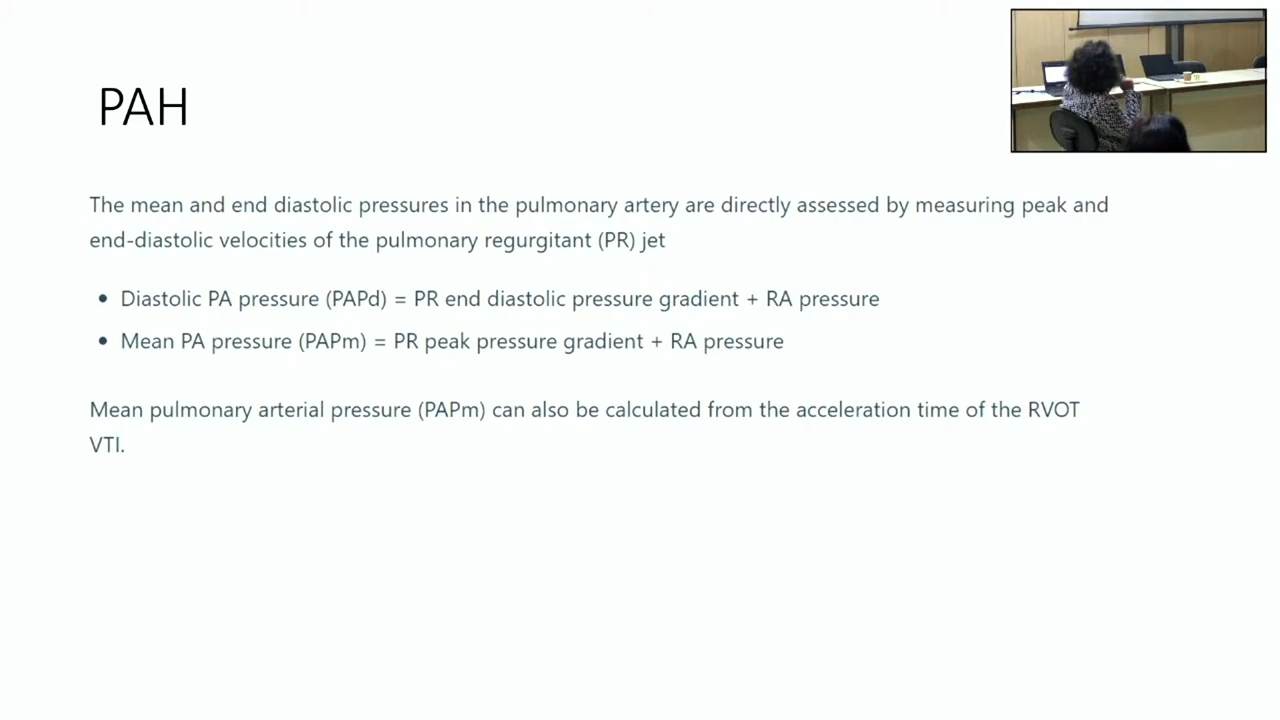 PAH
The mean and end diastolic pressures in the pulmonary artery are directly assessed by measuring peak and
end-diastolic velocities of the pulmonary regurgitant (PR) jet
• Diastolic PA pressure (PAPd) = PR end diastolic pressure gradient + RA pressure
• Mean PA pressure (PAPm) = PR peak pressure gradient + RA pressure
Mean pulmonary arterial pressure (PAPm) can also be calculated from the acceleration time of the RVOT
VTI.